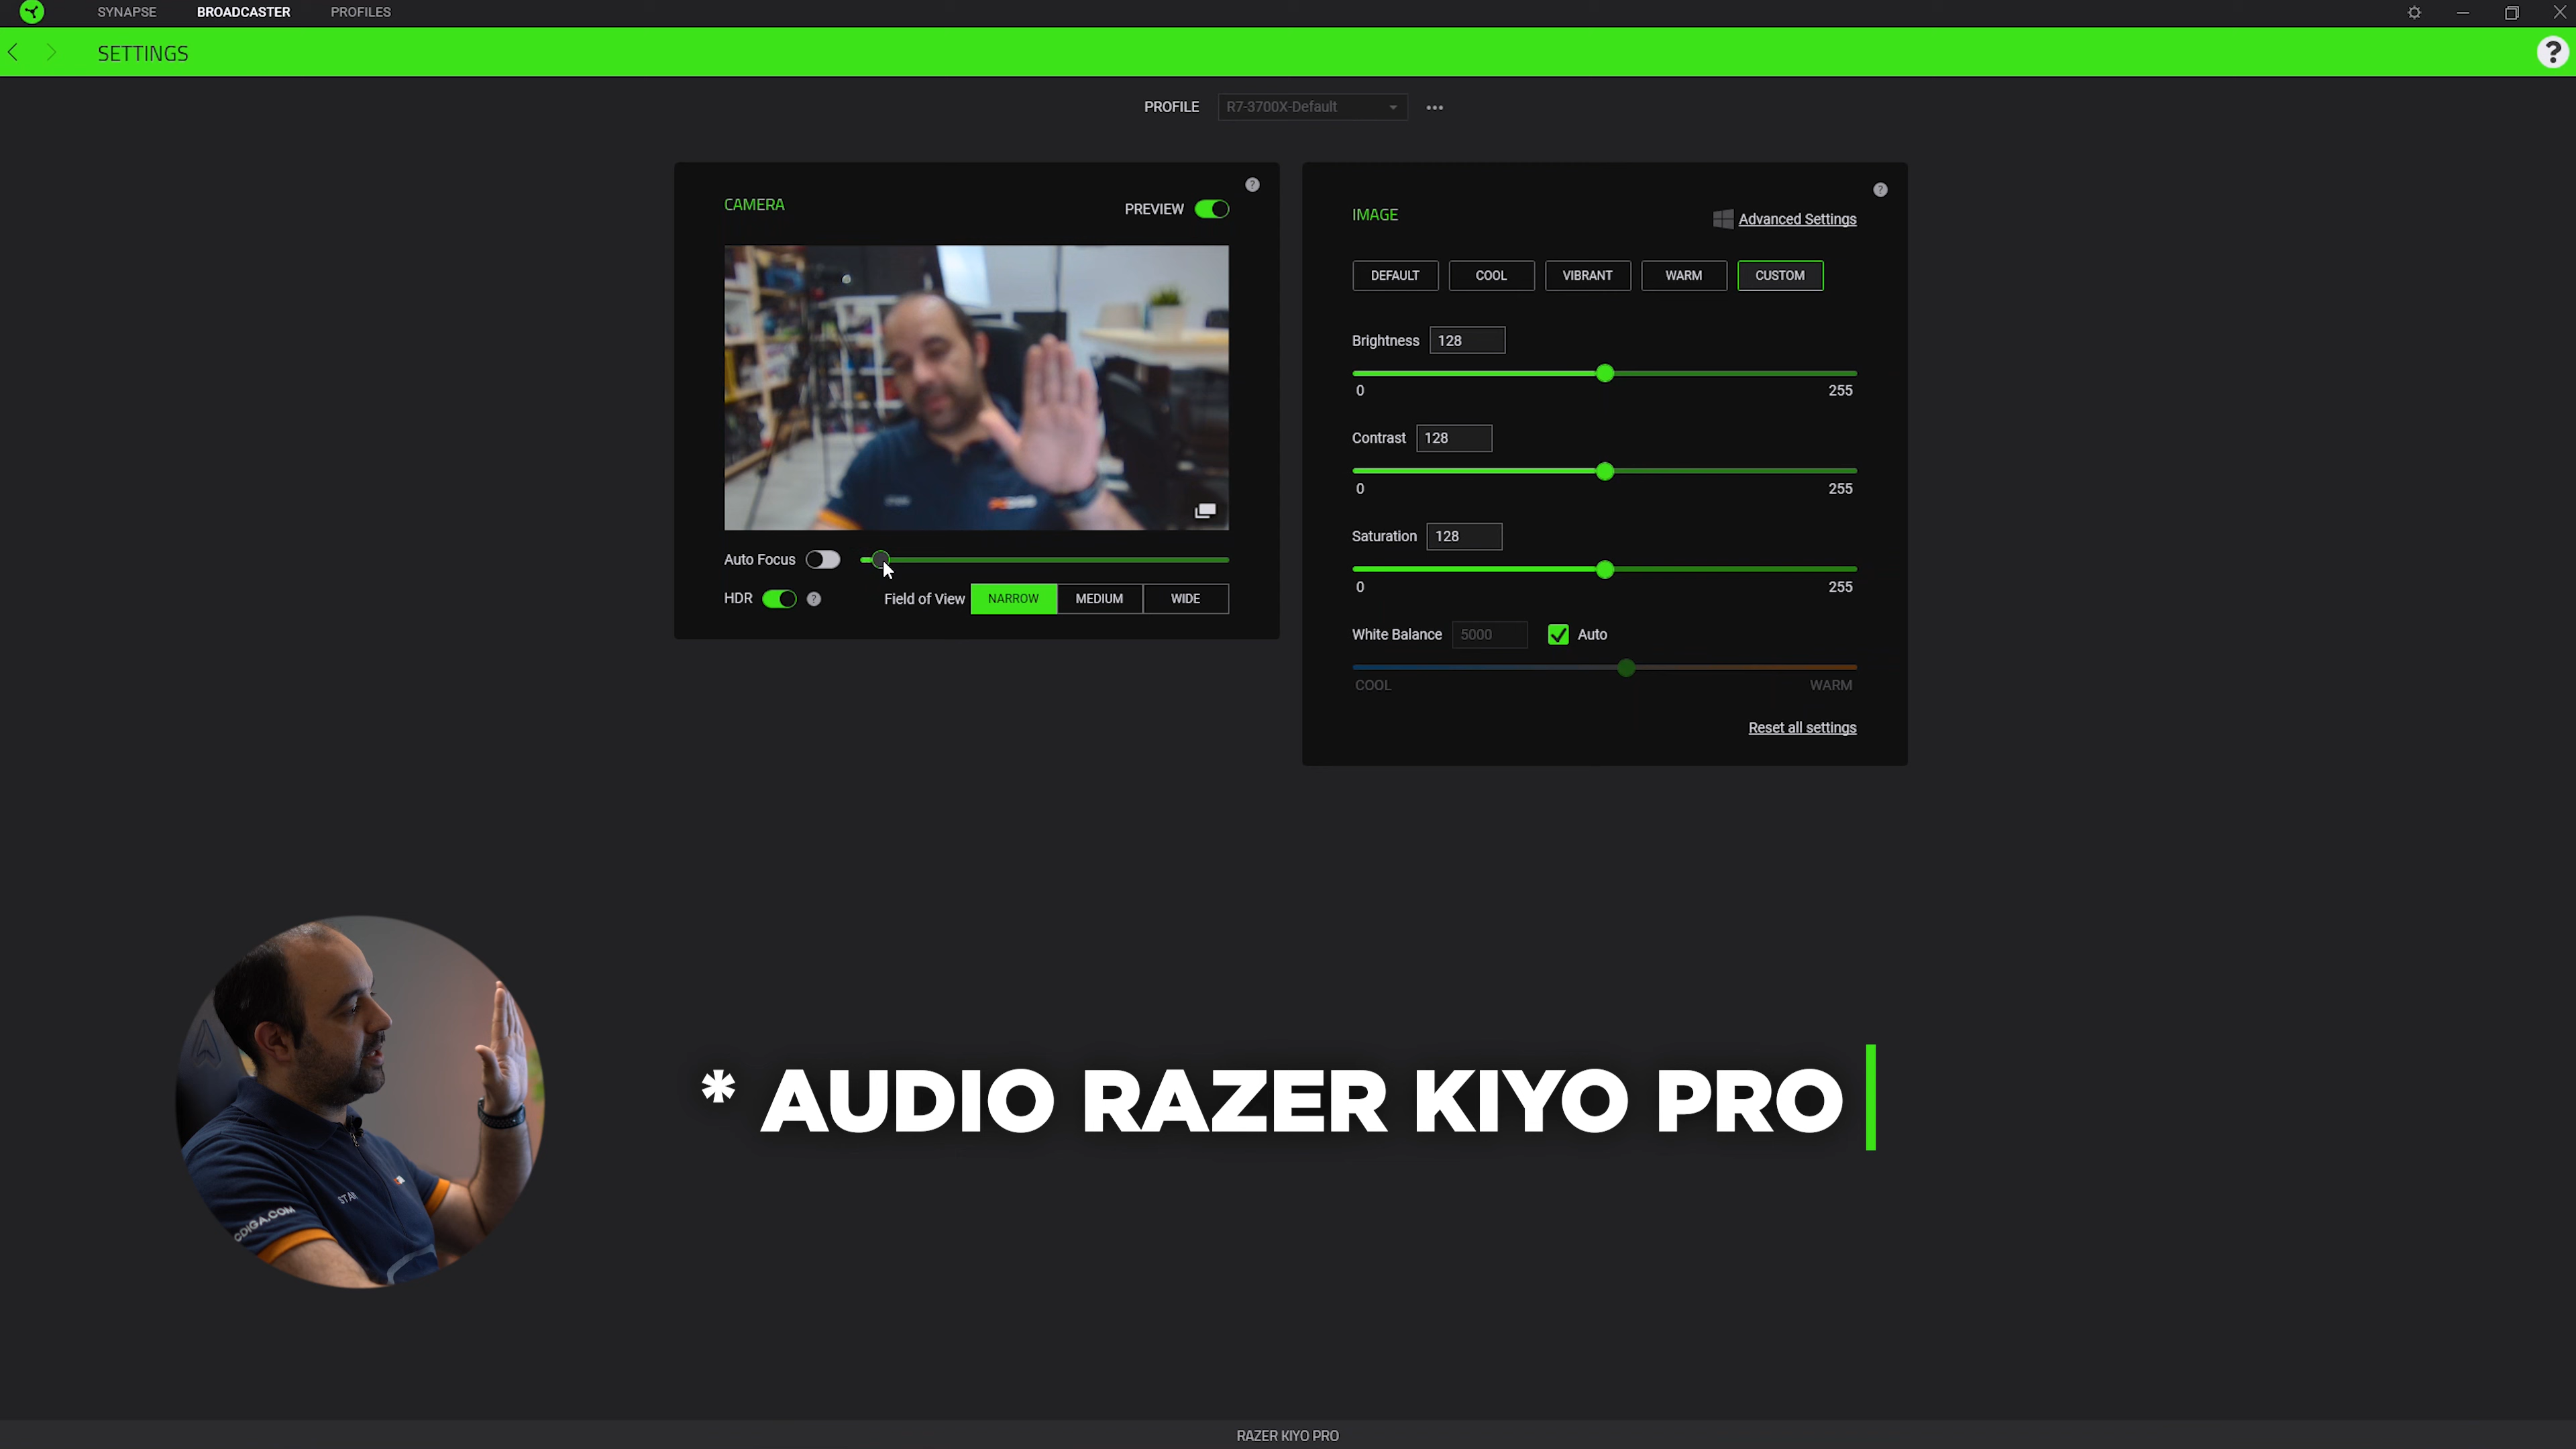 SYNAPSE BROADCASTER PROFILES
SETTINGS
?
PROFILE R7-3700X-Default
CAMERA
PREVIEW
?
Auto Focus
HDR ? Field of View NARROW MEDIUM WIDE
IMAGE
Advanced Settings
?
DEFAULT COOL VIBRANT WARM CUSTOM
Brightness 128
0 255
Contrast 128
0 255
Saturation 128
0 255
White Balance 5000 Auto
COOL WARM
Reset all settings
* AUDIO RAZER KIYO PRO
RAZER KIYO PRO